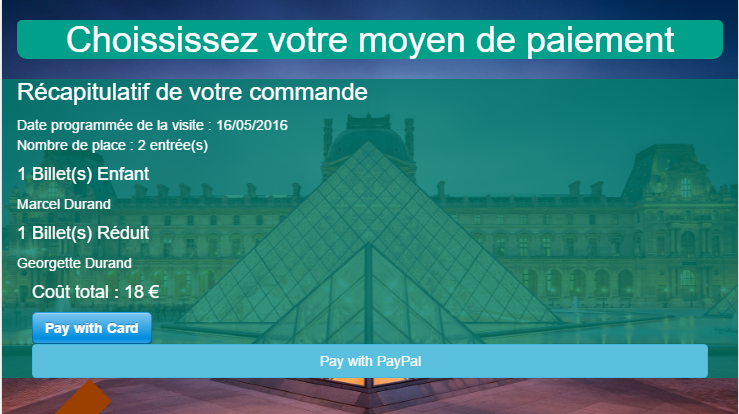 Choississez votre moyen de paiement
Récapitulatif de votre commande
Date programmée de la visite : 16/05/2016
Nombre de place : 2 entrée(s)
1 Billet(s) Enfant
Marcel Durand
1 Billet(s) Réduit
Georgette Durand
Coût total : 18 €
Pay with Card
Pay with PayPal